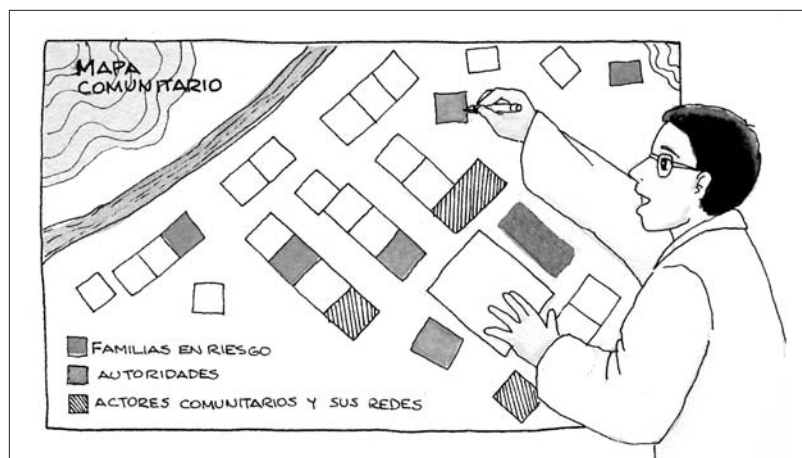 MAPA
COMUNITARIO
FAMILIAS EN RIESGO
AUTORIDADES
ACTORES COMUNITARIOS Y SUS REDES